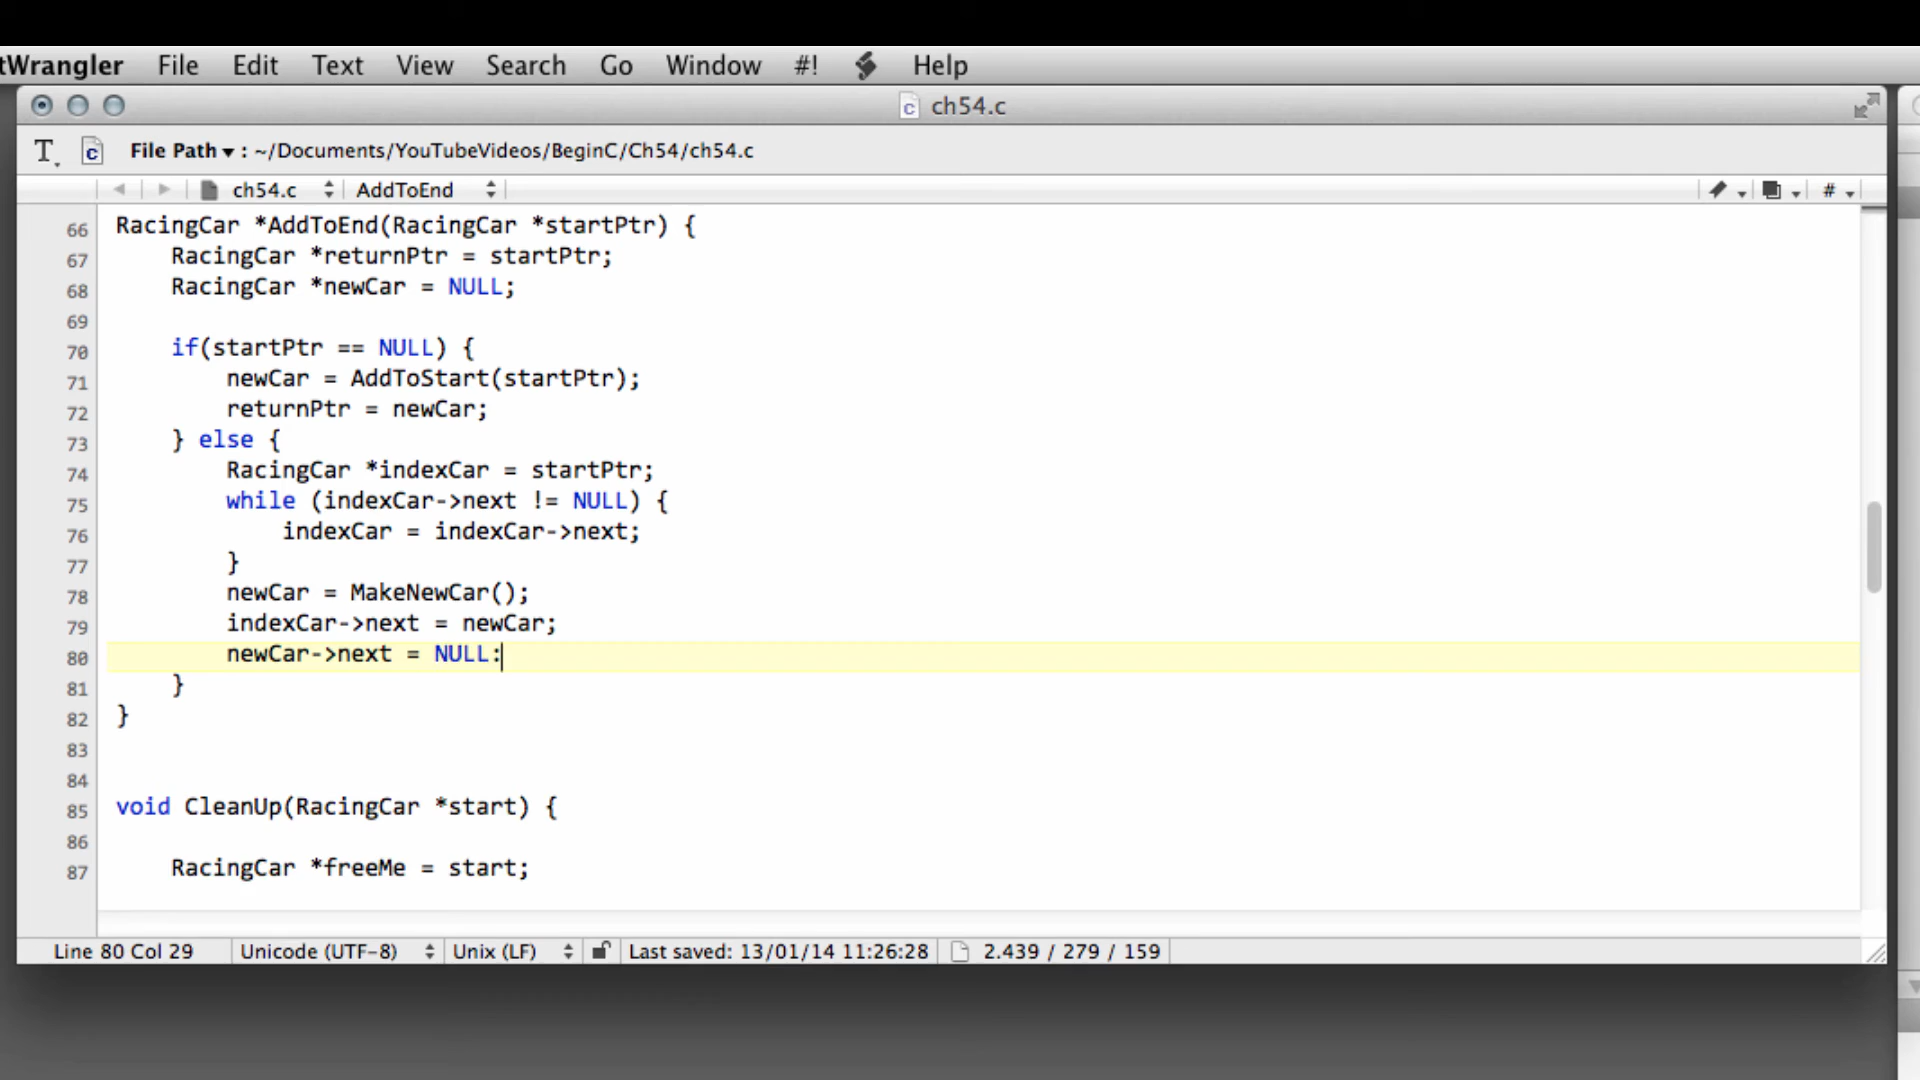 tWrangler File Edit Text View Search Go Window #! Help
ch54.c
T File Path ▾ : ~/Documents/YouTubeVideos/BeginC/Ch54/ch54.c
ch54.c AddToEnd #
66 RacingCar *AddToEnd(RacingCar *startPtr) {
67 RacingCar *returnPtr = startPtr;
68 RacingCar *newCar = NULL;
69
70 if(startPtr == NULL) {
71 newCar = AddToStart(startPtr);
72 returnPtr = newCar;
73 } else {
74 RacingCar *indexCar = startPtr;
75 while (indexCar->next != NULL) {
76 indexCar = indexCar->next;
77 }
78 newCar = MakeNewCar();
79 indexCar->next = newCar;
80 newCar->next = NULL:
81 }
82 }
83
84
85 void CleanUp(RacingCar *start) {
86
87 RacingCar *freeMe = start;
Line 80 Col 29 Unicode (UTF-8) Unix (LF) Last saved: 13/01/14 11:26:28 2.439 / 279 / 159